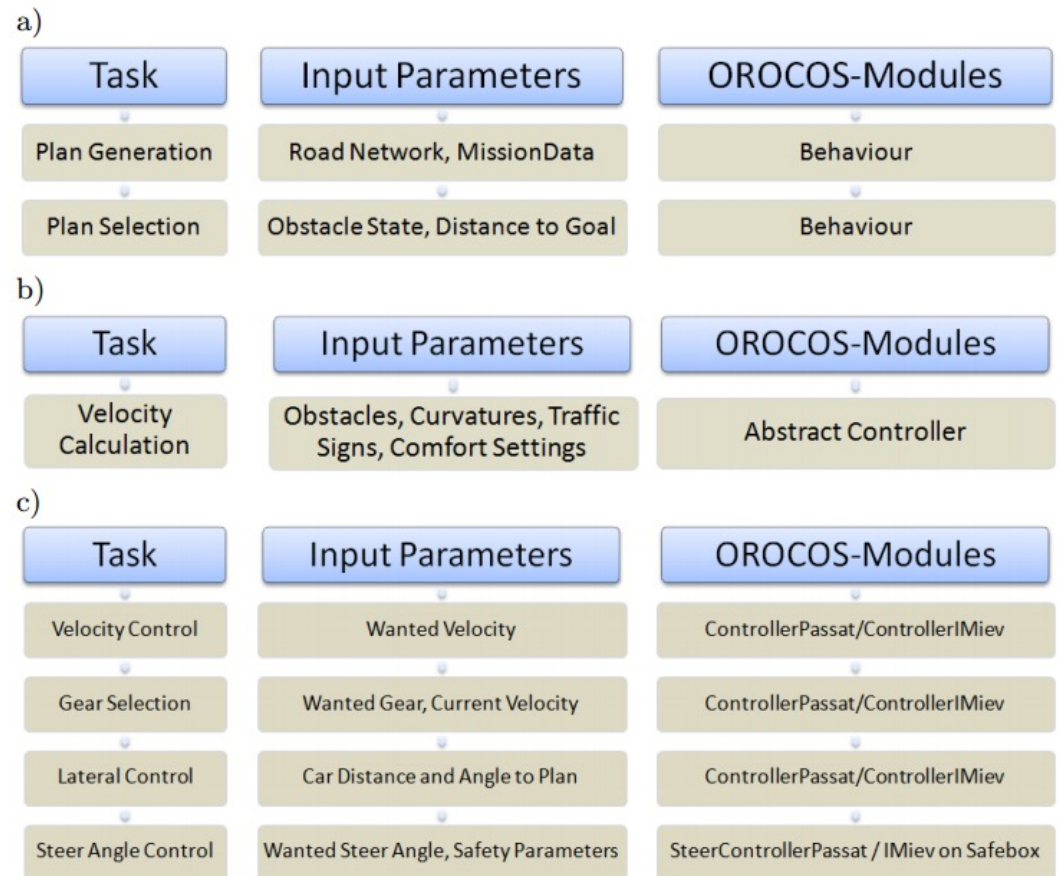 a)
Task Input Parameters OROCOS-Modules
Plan Generation Road Network, MissionData Behaviour
Plan Selection Obstacle State, Distance to Goal Behaviour
b)
Task Input Parameters OROCOS-Modules
Velocity Calculation Obstacles, Curvatures, Traffic Signs, Comfort Settings Abstract Controller
c)
Task Input Parameters OROCOS-Modules
Velocity Control Wanted Velocity ControllerPassat/ControllerIMiev
Gear Selection Wanted Gear, Current Velocity ControllerPassat/ControllerIMiev
Lateral Control Car Distance and Angle to Plan ControllerPassat/ControllerIMiev
Steer Angle Control Wanted Steer Angle, Safety Parameters SteerControllerPassat / IMiev on Safebox